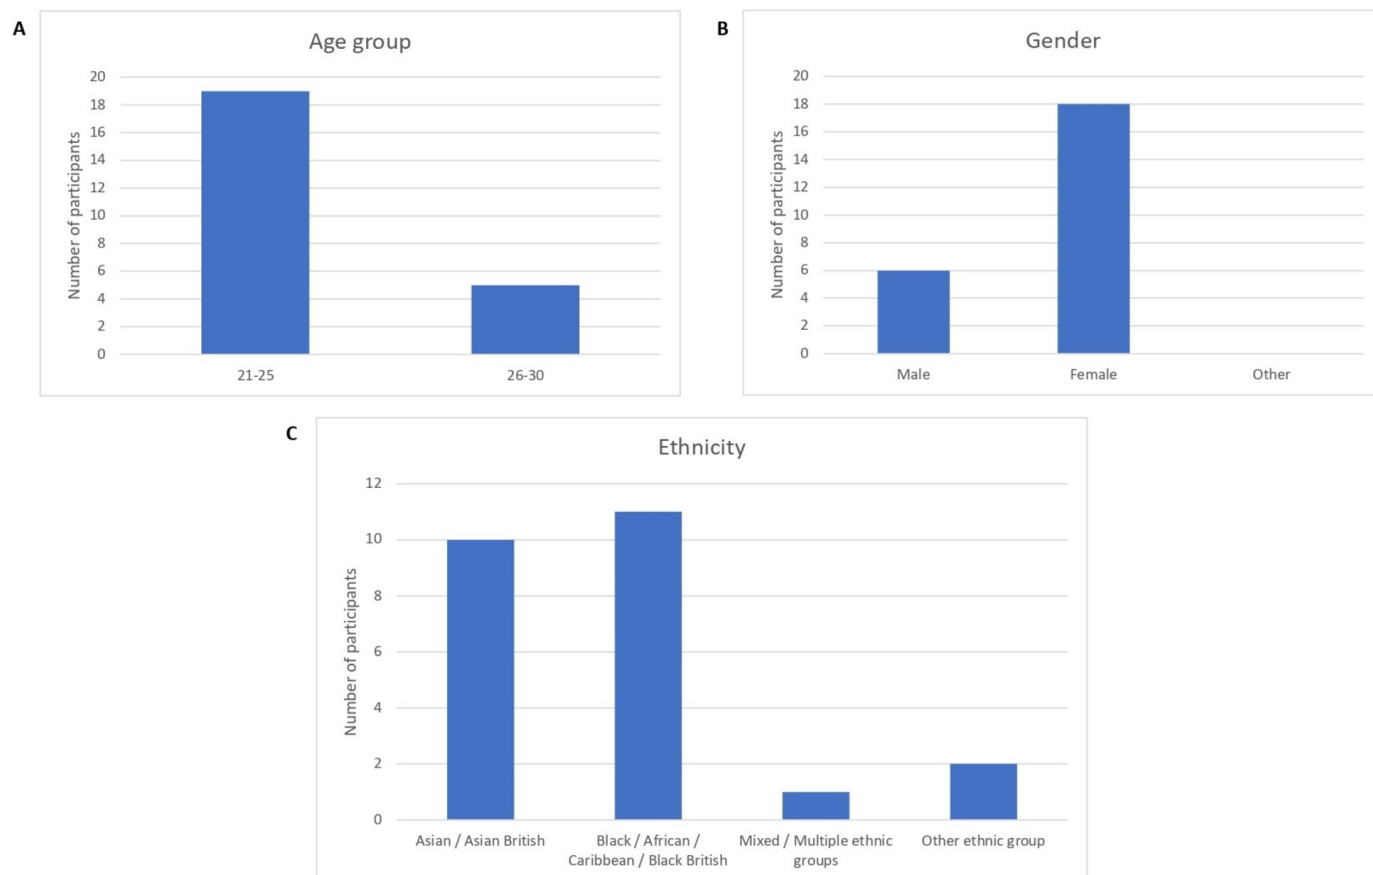 A
Age group
Number of participants
20
18
16
14
12
10
8
6
4
2
0
21-25
26-30
B
Gender
Number of participants
20
18
16
14
12
10
8
6
4
2
0
Male
Female
Other
C
Ethnicity
Number of participants
12
10
8
6
4
2
0
Asian / Asian British
Black / African /
Caribbean / Black British
Mixed / Multiple ethnic
groups
Other ethnic group